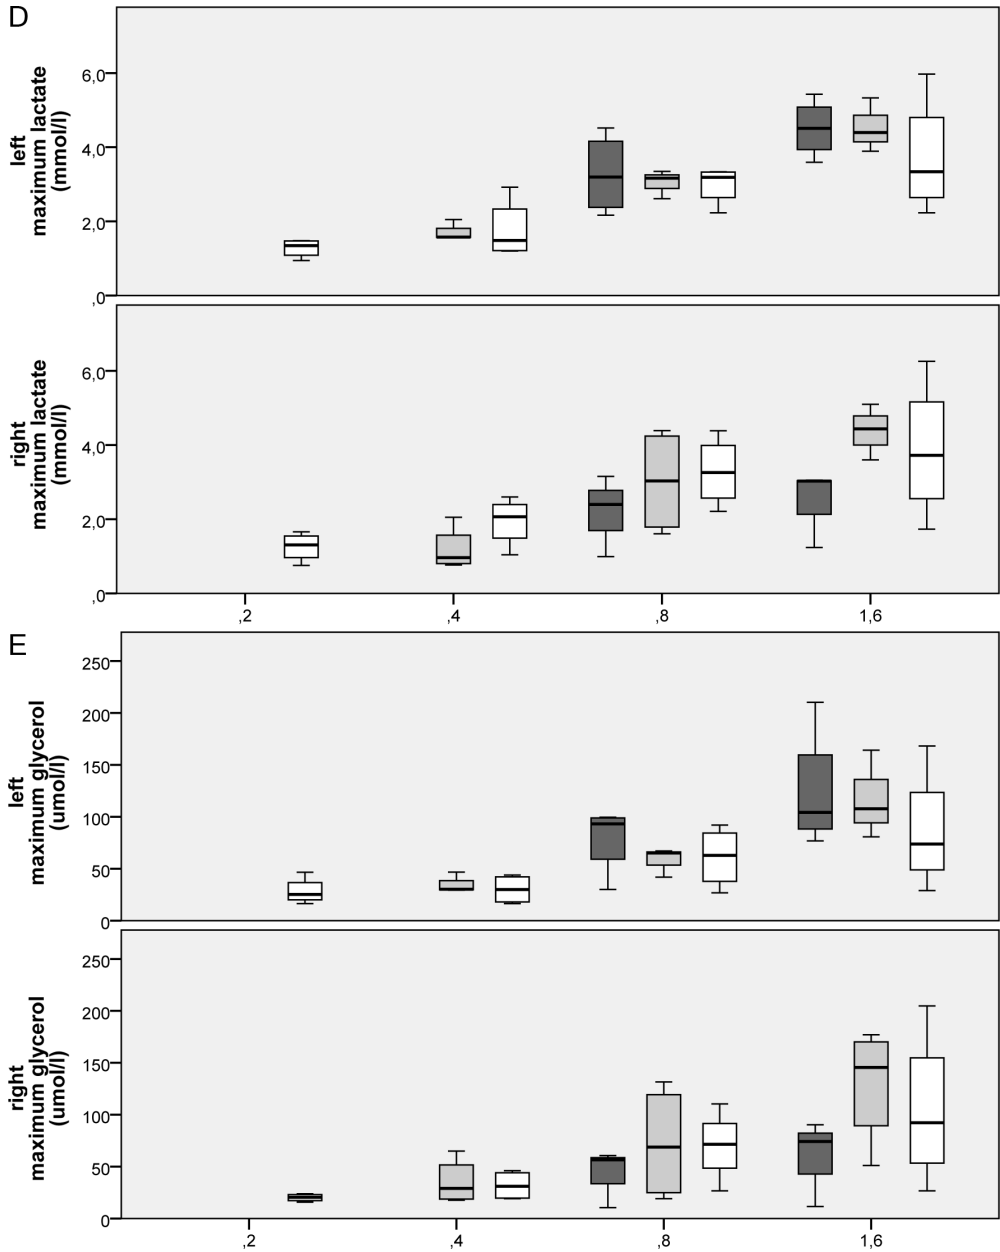 D
left
maximum lactate
(mmol/l)
6,0
4,0
2,0
,0
right
maximum lactate
(mmol/l)
6,0
4,0
2,0
,0
,2 ,4 ,8 1,6
E
left
maximum glycerol
(umol/l)
250
200
150
100
50
0
right
maximum glycerol
(umol/l)
250
200
150
100
50
0
,2 ,4 ,8 1,6